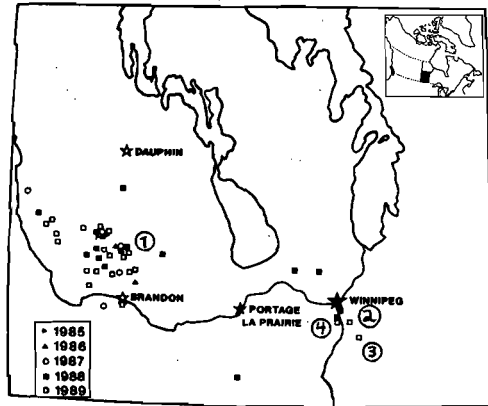 DAUPHIN
1
BRANDON
PORTAGE
LA PRAIRIE
WINNIPEG
2
4
3
1985
1986
1987
1988
1989